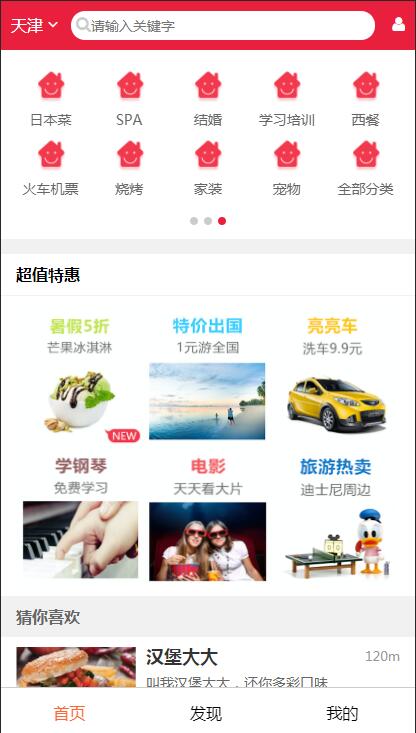 天津
请输入关键字
日本菜 SPA 结婚 学习培训 西餐
火车机票 烧烤 家装 宠物 全部分类
超值特惠
暑假5折 特价出国 亮亮车
芒果冰淇淋 1元游全国 洗车9.9元
NEW
学钢琴 电影 旅游热卖
免费学习 天天看大片 迪士尼周边
猜你喜欢
汉堡大大 120m
叫我汉堡大大，还你多彩口味
首页 发现 我的